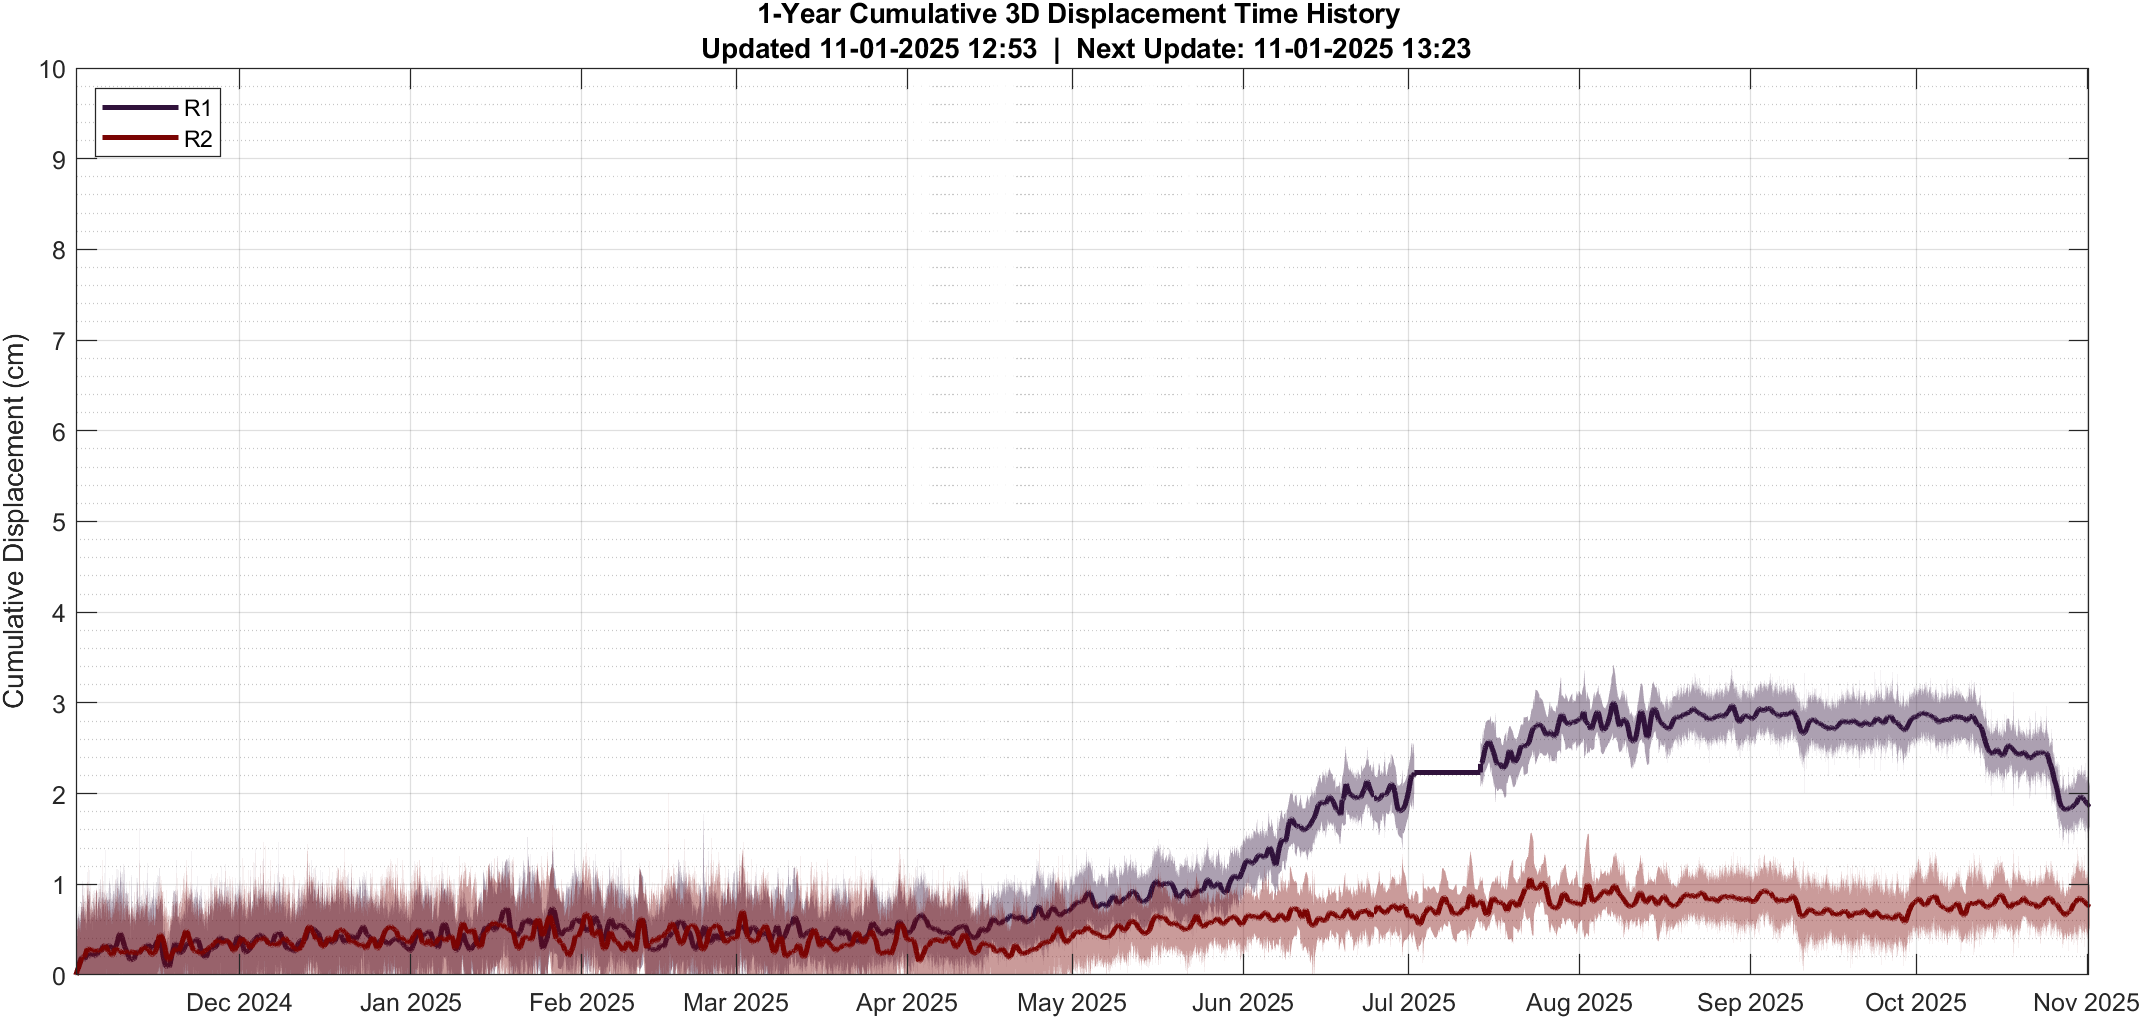 1-Year Cumulative 3D Displacement Time History
Updated 11-01-2025 12:53 | Next Update: 11-01-2025 13:23
R1
R2
Cumulative Displacement (cm)
10
9
8
7
6
5
4
3
2
1
0
Dec 2024
Jan 2025
Feb 2025
Mar 2025
Apr 2025
May 2025
Jun 2025
Jul 2025
Aug 2025
Sep 2025
Oct 2025
Nov 2025